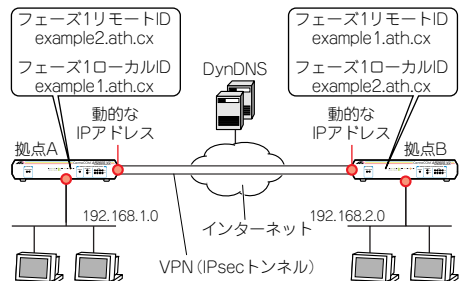 フェーズ1リモートID
example2.ath.cx
フェーズ1ローカルID
example1.ath.cx
フェーズ1リモートID
example1.ath.cx
フェーズ1ローカルID
example2.ath.cx
DynDNS
動的な
IPアドレス
動的な
IPアドレス
拠点A
拠点B
192.168.1.0
192.168.2.0
インターネット
VPN(IPsecトンネル)